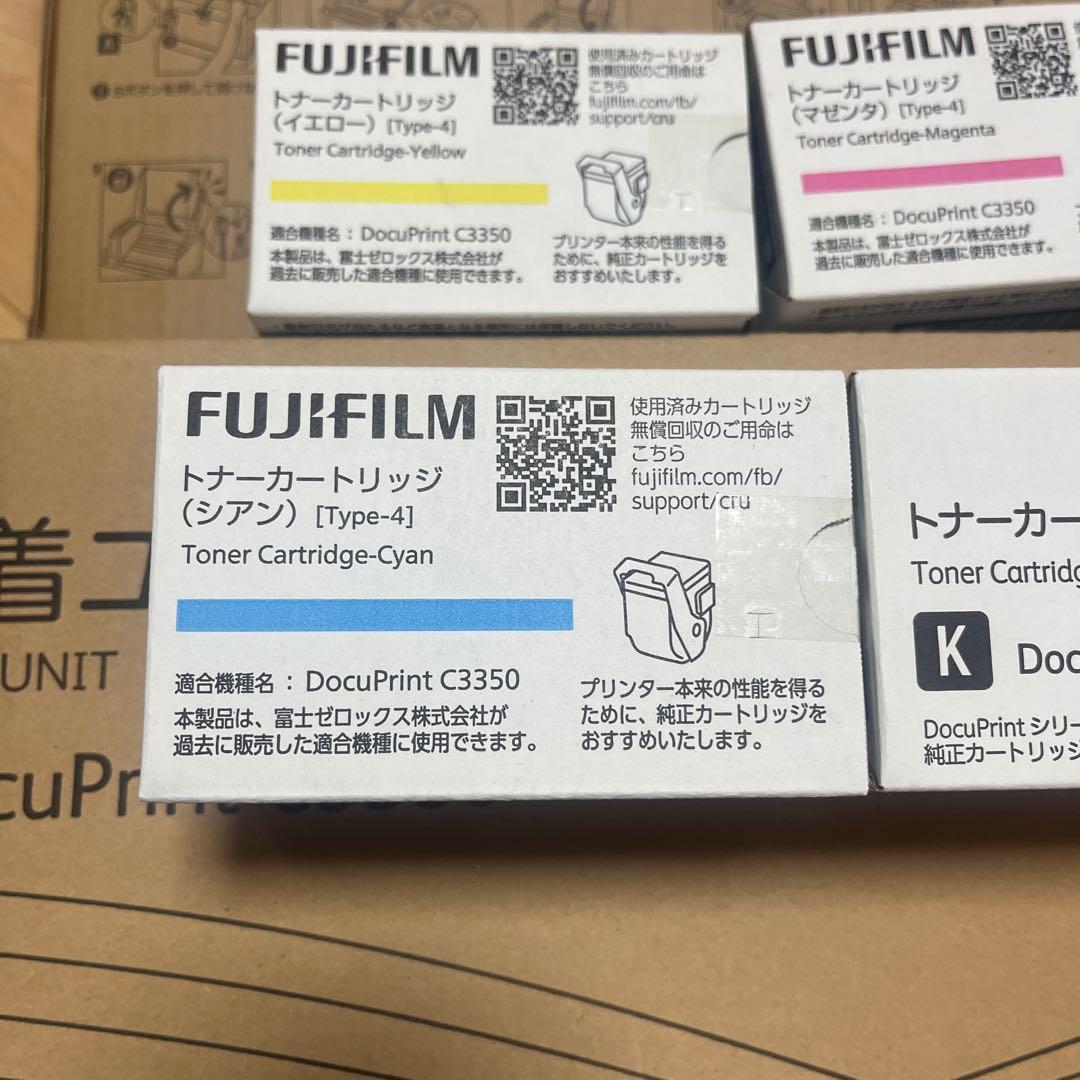 FUJIFILM
トナーカートリッジ
（イエロー）[Type-4]
Toner Cartridge-Yellow
使用済みカートリッジ
無償回収のご用命は
こちら
fujifilm.com/fb/
support/cru
適合機種名：DocuPrint C3350
本製品は、富士ゼロックス株式会社が
過去に販売した適合機種に使用できます。
プリンター本来の性能を得る
ために、純正カートリッジを
おすすめいたします。
FUJIFILM
トナーカートリッジ
（マゼンタ）[Type-4]
Toner Cartridge-Magenta
適合機種名：DocuPrint C3350
本製品は、富士ゼロックス株式会社が
過去に販売した適合機種に使用できます。
FUJIFILM
トナーカートリッジ
（シアン）[Type-4]
Toner Cartridge-Cyan
使用済みカートリッジ
無償回収のご用命は
こちら
fujifilm.com/fb/
support/cru
適合機種名：DocuPrint C3350
本製品は、富士ゼロックス株式会社が
過去に販売した適合機種に使用できます。
プリンター本来の性能を得る
ために、純正カートリッジを
おすすめいたします。
トナーカー
Toner Cartridg
K Doc
DocuPrint シリー
純正カートリッジ
着ユ
UNIT
cuPrint